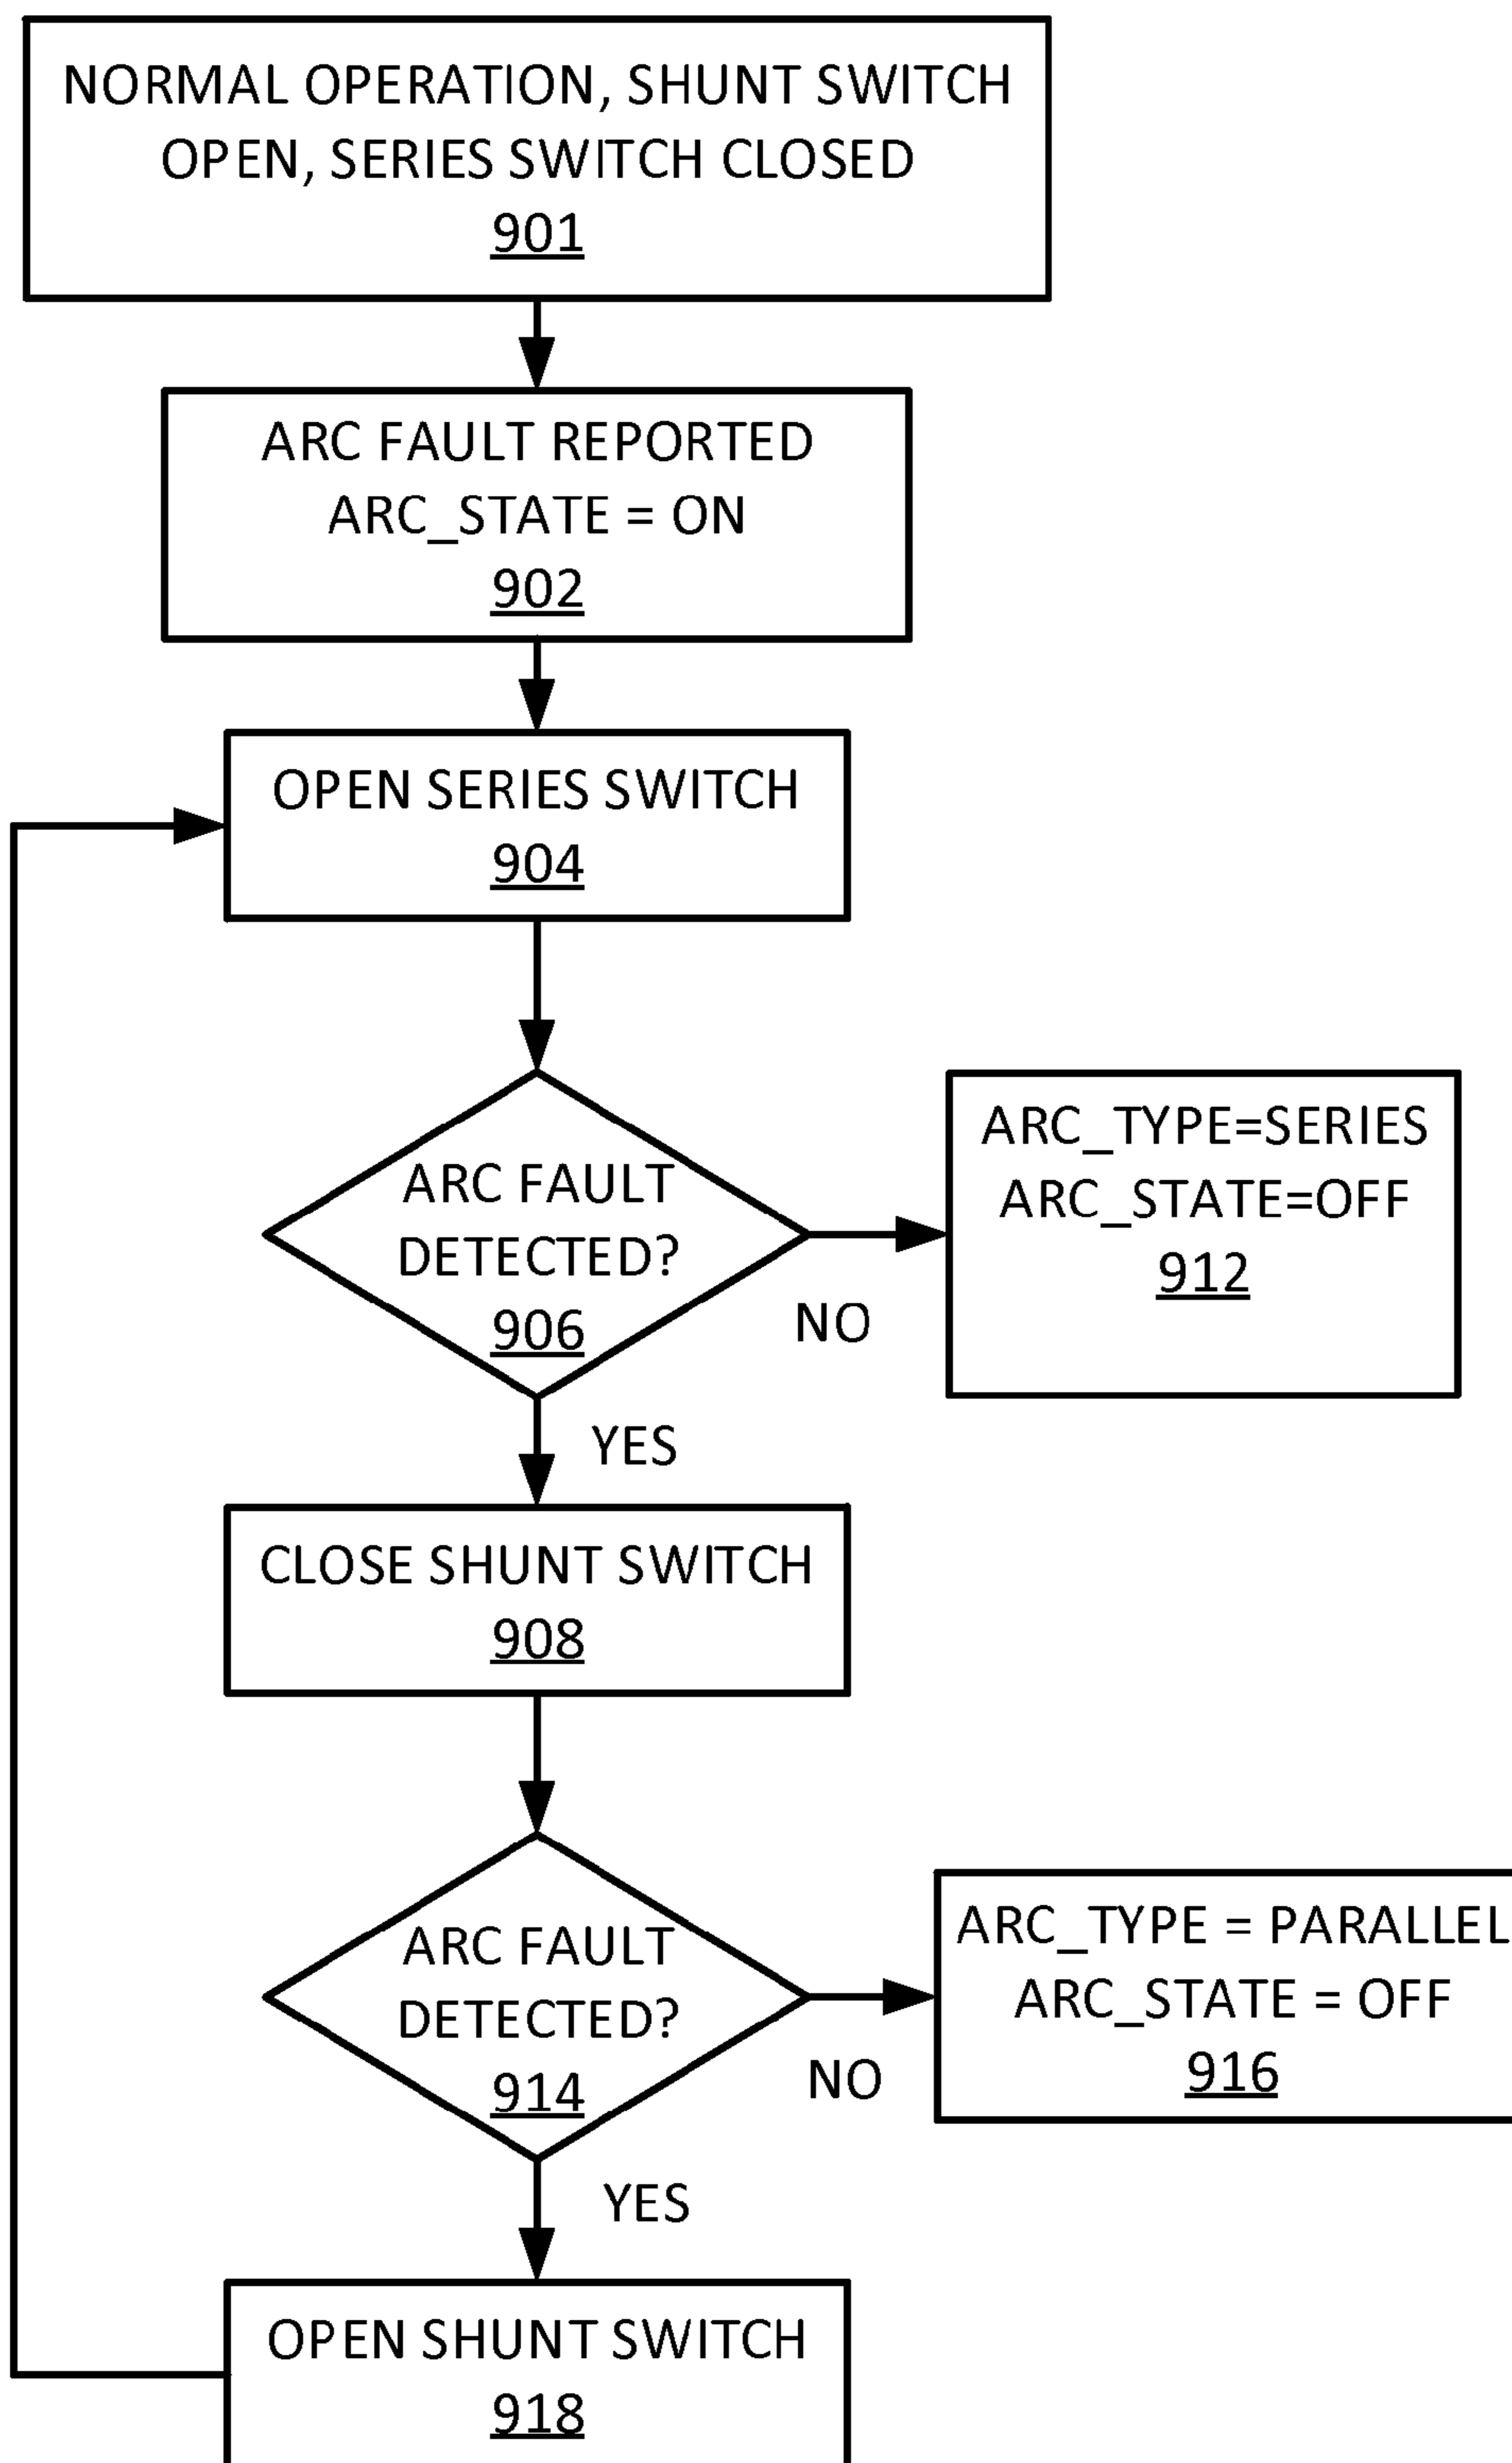 NORMAL OPERATION, SHUNT SWITCH
OPEN, SERIES SWITCH CLOSED
901
ARC FAULT REPORTED
ARC_STATE = ON
902
OPEN SERIES SWITCH
904
ARC FAULT
DETECTED?
906
NO
ARC_TYPE=SERIES
ARC_STATE=OFF
912
YES
CLOSE SHUNT SWITCH
908
ARC FAULT
DETECTED?
914
NO
ARC_TYPE = PARALLEL
ARC_STATE = OFF
916
YES
OPEN SHUNT SWITCH
918